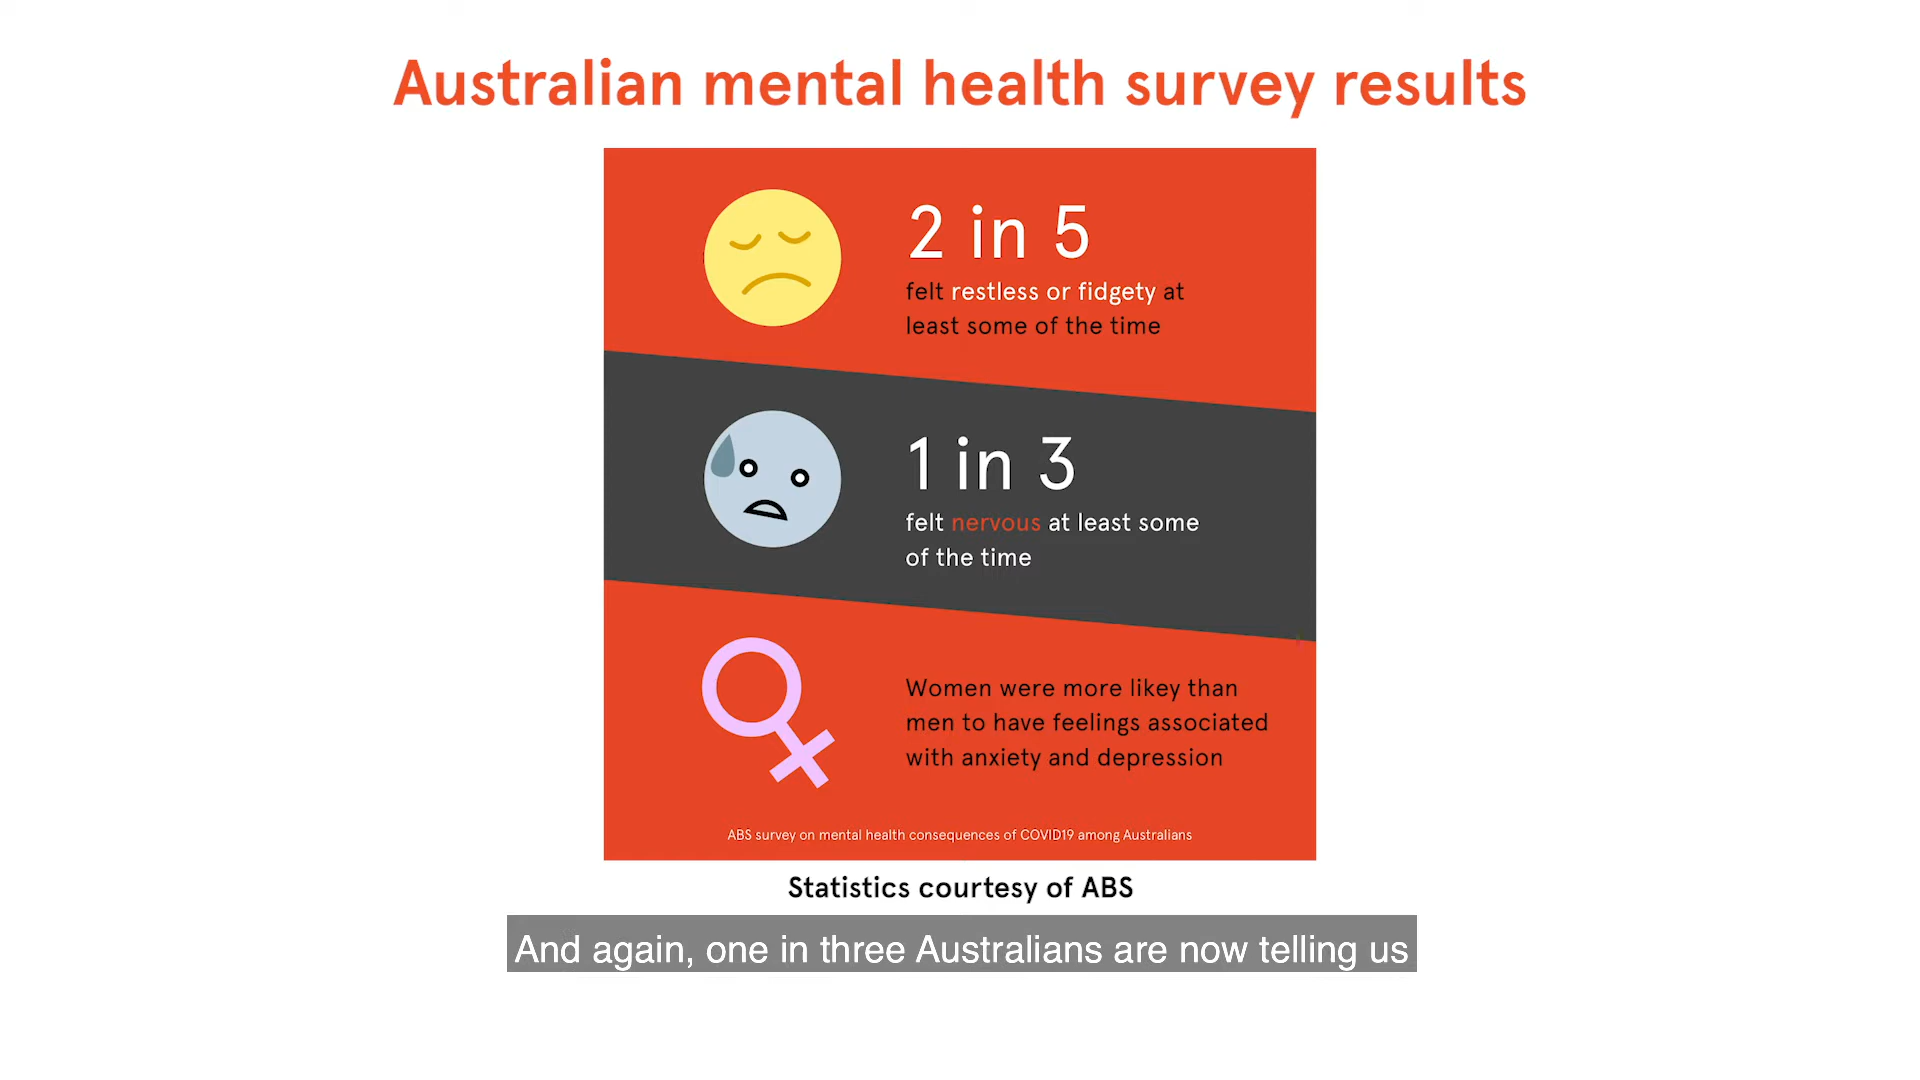 Australian mental health survey results
2 in 5
felt restless or fidgety at
least some of the time
1 in 3
felt nervous at least some
of the time
Women were more likey than
men to have feelings associated
with anxiety and depression
ABS survey on mental health consequences of COVID19 among Australians
Statistics courtesy of ABS
And again, one in three Australians are now telling us